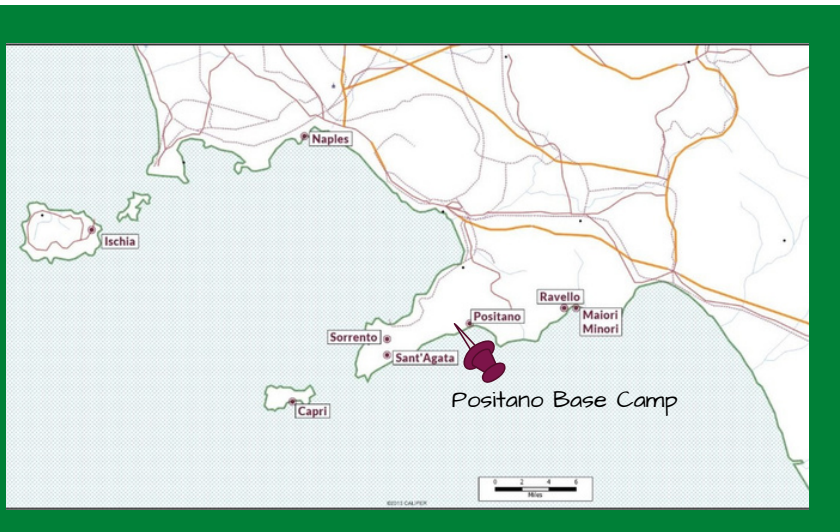 Naples
Ischia
Ravello
Positano
Maiori
Minori
Sorrento
Sant'Agata
Positano Base Camp
Capri
0 2 4 6
Miles
©2013 CALIPER